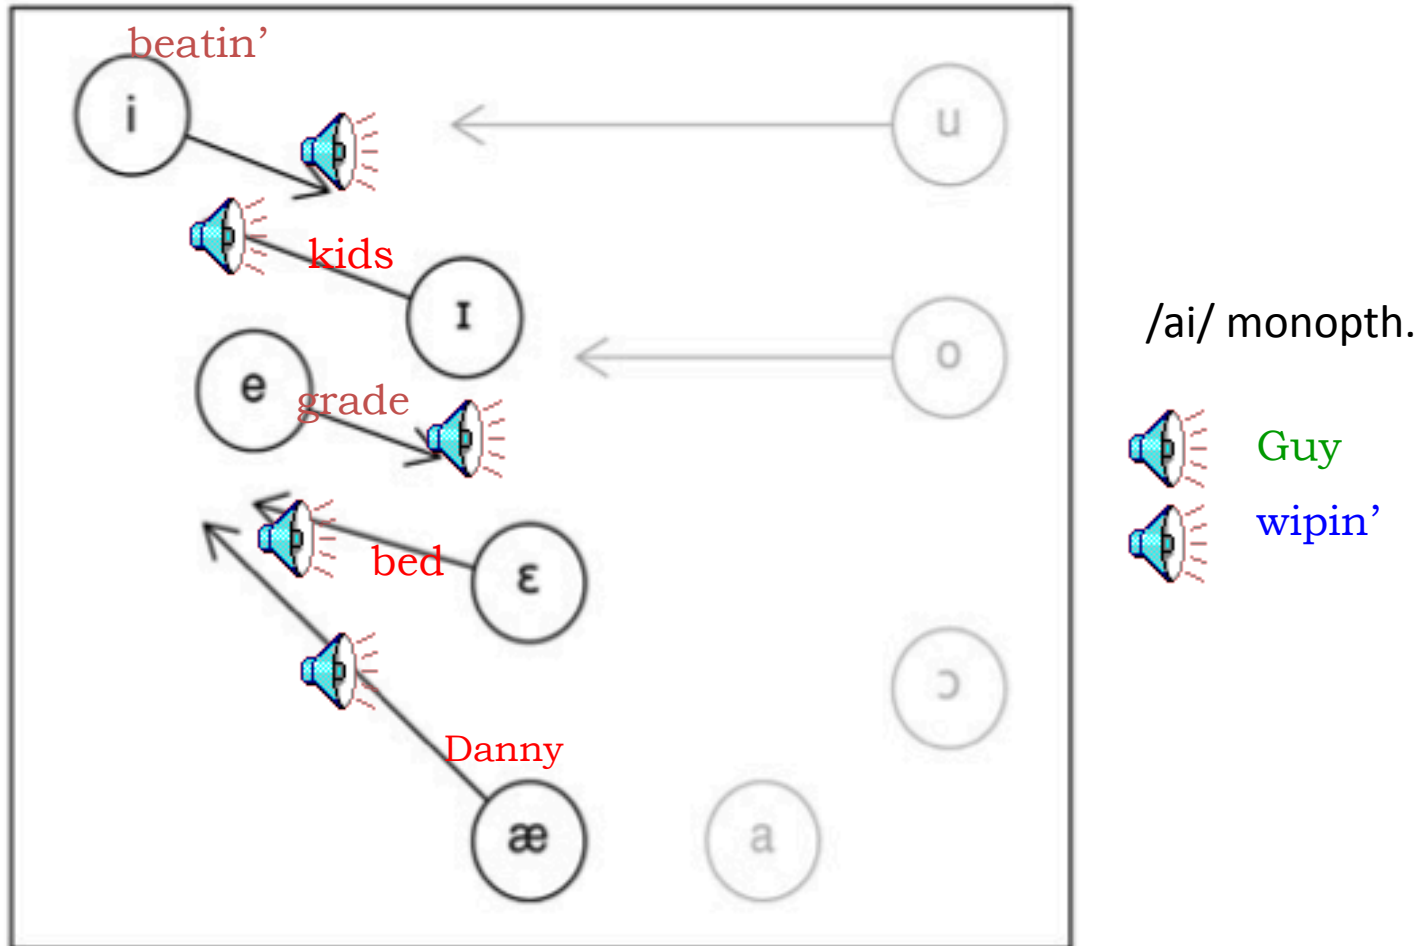 beatin’
i
u
kids
ɪ
/ai/ monopth.
e
o
grade
Guy
wipin’
bed
ɛ
ɔ
Danny
æ
a